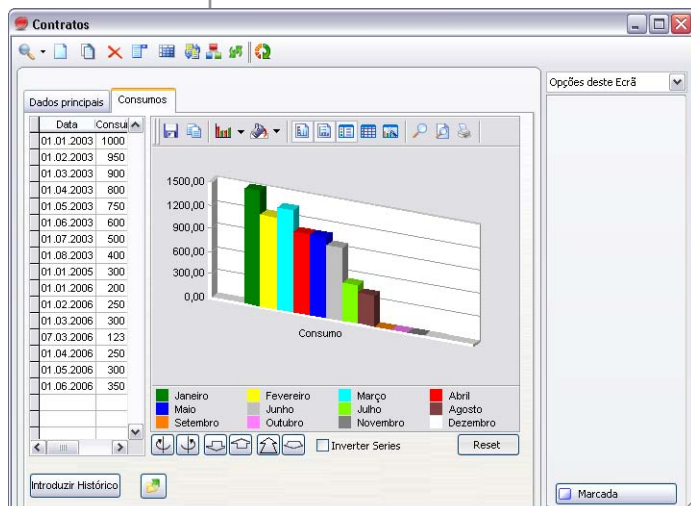 Contratos
Opções deste Ecrã
Dados principais
Consumos
Data Consu
01.01.2003 1000
01.02.2003 950
01.03.2003 900
01.04.2003 800
01.05.2003 750
01.06.2003 600
01.07.2003 500
01.08.2003 400
01.01.2005 300
01.01.2006 200
01.02.2006 250
01.03.2006 300
07.03.2006 123
01.04.2006 250
01.05.2006 300
01.06.2006 350
1500,00
1200,00
900,00
600,00
300,00
0,00
Consumo
Janeiro Fevereiro Março Abril
Maio Junho Julho Agosto
Setembro Outubro Novembro Dezembro
Inverter Series
Reset
Introduzir Histórico
Marcada